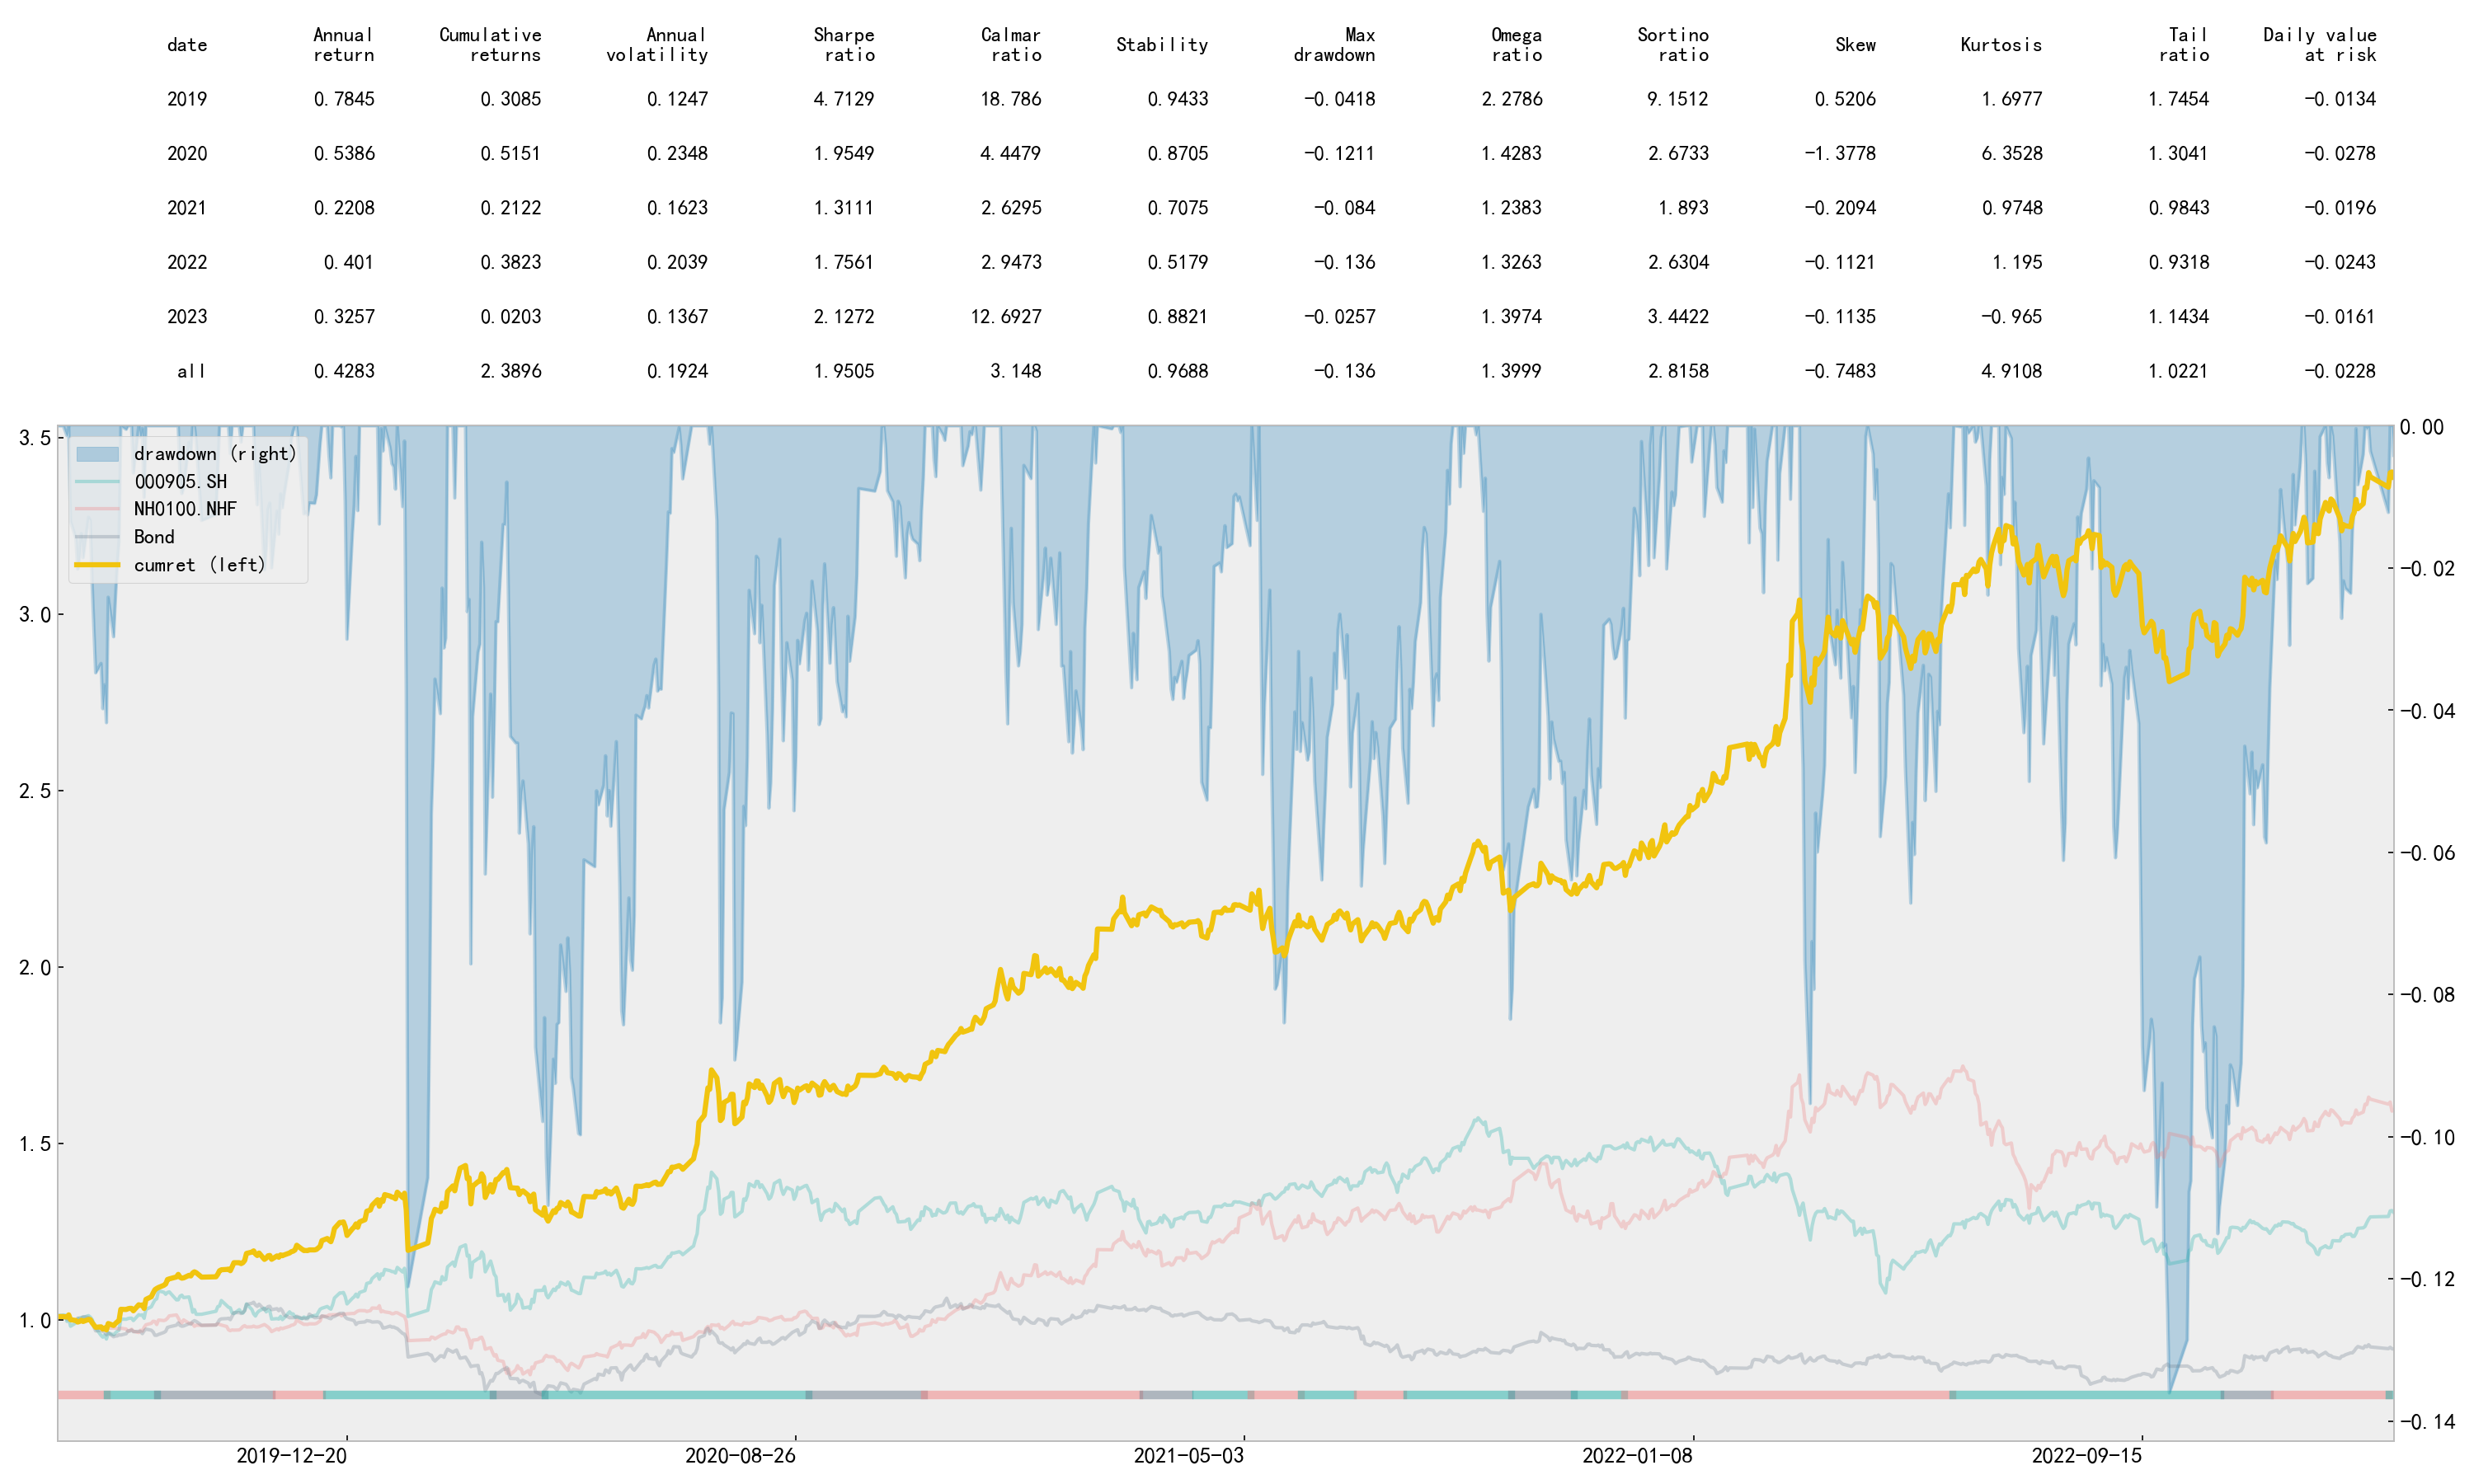 date Annual return Cumulative returns Annual volatility Sharpe ratio Calmar ratio Stability Max drawdown Omega ratio Sortino ratio Skew Kurtosis Tail ratio Daily value at risk
2019 0.7845 0.3085 0.1247 4.7129 18.786 0.9433 -0.0418 2.2786 9.1512 0.5206 1.6977 1.7454 -0.0134
2020 0.5386 0.5151 0.2348 1.9549 4.4479 0.8705 -0.1211 1.4283 2.6733 -1.3778 6.3528 1.3041 -0.0278
2021 0.2208 0.2122 0.1623 1.3111 2.6295 0.7075 -0.084 1.2383 1.893 -0.2094 0.9748 0.9843 -0.0196
2022 0.401 0.3823 0.2039 1.7561 2.9473 0.5179 -0.136 1.3263 2.6304 -0.1121 1.195 0.9318 -0.0243
2023 0.3257 0.0203 0.1367 2.1272 12.6927 0.8821 -0.0257 1.3974 3.4422 -0.1135 -0.965 1.1434 -0.0161
all 0.4283 2.3896 0.1924 1.9505 3.148 0.9688 -0.136 1.3999 2.8158 -0.7483 4.9108 1.0221 -0.0228
3.5
3.0
2.5
2.0
1.5
1.0
drawdown (right)
000905.SH
NH0100.NHF
Bond
cumret (left)
0.00
-0.02
-0.04
-0.06
-0.08
-0.10
-0.12
-0.14
2019-12-20 2020-08-26 2021-05-03 2022-01-08 2022-09-15